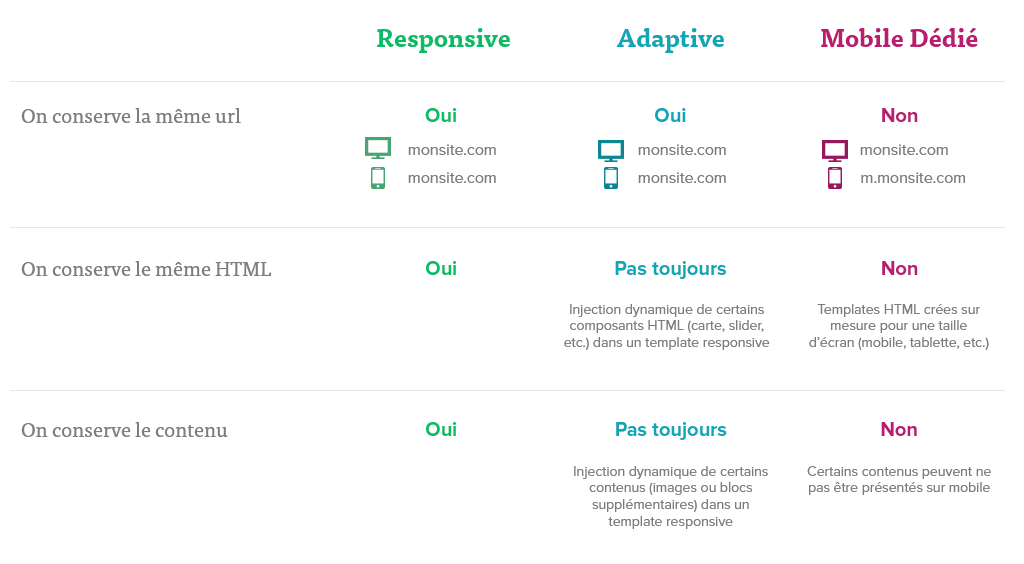 Responsive Adaptive Mobile Dédié
On conserve la même url Oui Oui Non
monsite.com monsite.com monsite.com
monsite.com monsite.com m.monsite.com
On conserve le même HTML Oui Pas toujours Non
Injection dynamique de certains
composants HTML (carte, slider,
etc.) dans un template responsive
Templates HTML crées sur
mesure pour une taille
d'écran (mobile, tablette, etc.)
On conserve le contenu Oui Pas toujours Non
Injection dynamique de certains
contenus (images ou blocs
supplémentaires) dans un
template responsive
Certains contenus peuvent ne
pas être présentés sur mobile